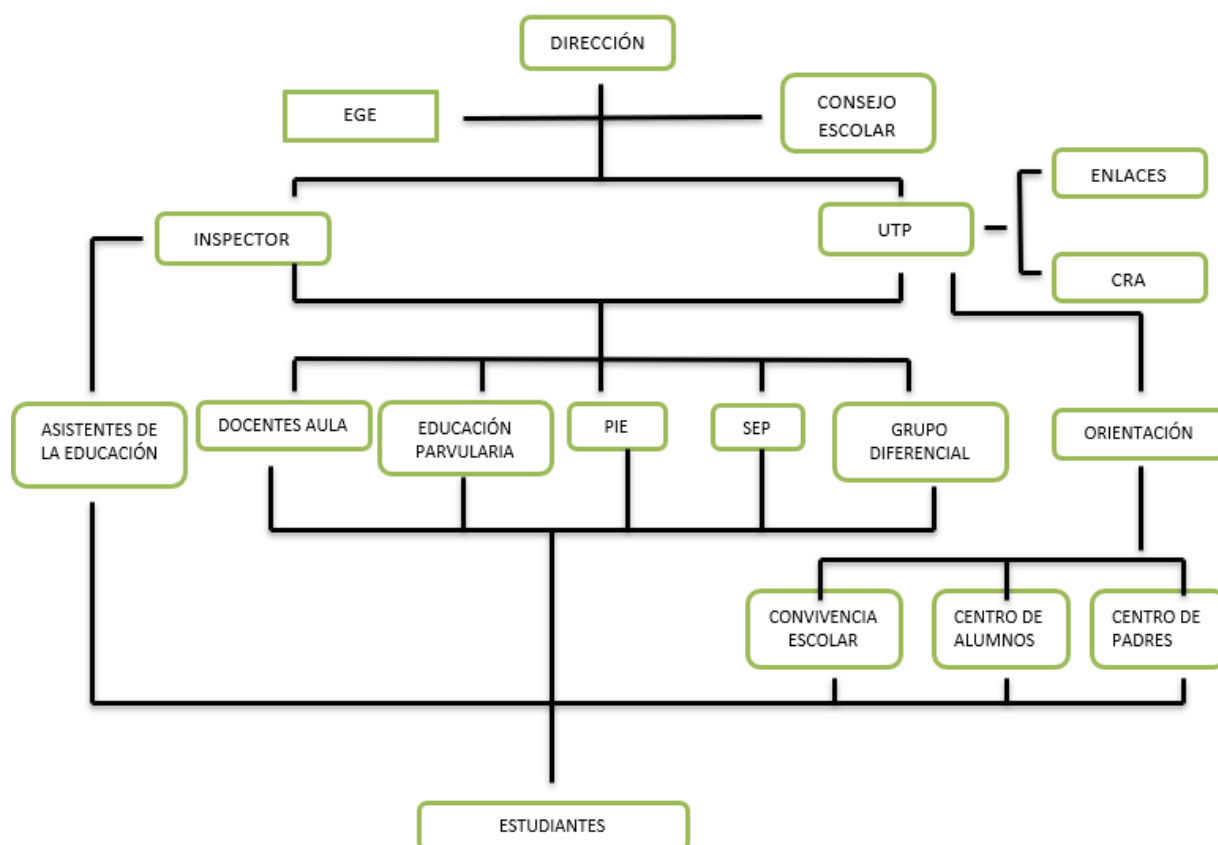 DIRECCIÓN
EGE
CONSEJO
ESCOLAR
ENLACES
INSPECTOR
UTP
CRA
ASISTENTES DE
LA EDUCACIÓN
DOCENTES AULA
EDUCACIÓN
PARVULARIA
PIE
SEP
GRUPO
DIFERENCIAL
ORIENTACIÓN
CONVIVENCIA
ESCOLAR
CENTRO DE
ALUMNOS
CENTRO DE
PADRES
ESTUDIANTES